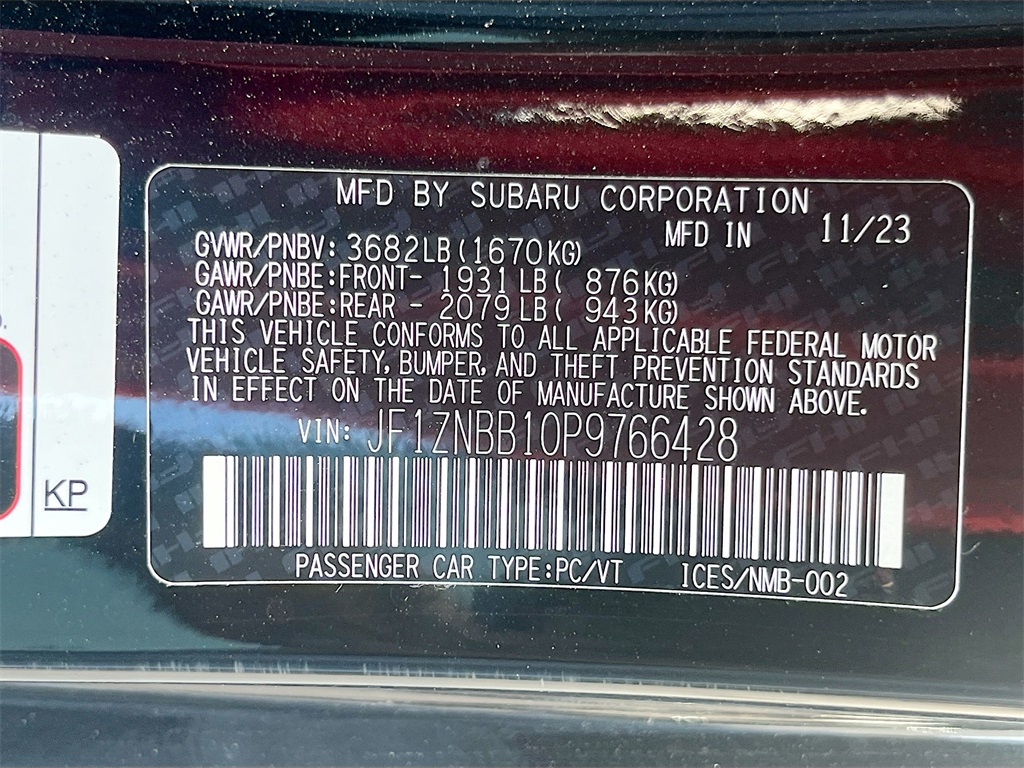 MFD BY SUBARU CORPORATION
MFD IN 11/23
GVWR/PNBV: 3682LB(1670KG)
GAWR/PNBE:FRONT- 1931LB( 876KG)
GAWR/PNBE:REAR - 2079LB( 943KG)
THIS VEHICLE CONFORMS TO ALL APPLICABLE FEDERAL MOTOR
VEHICLE SAFETY, BUMPER, AND THEFT PREVENTION STANDARDS
IN EFFECT ON THE DATE OF MANUFACTURE SHOWN ABOVE.
VIN: JF1ZNBB10P9766428
PASSENGER CAR TYPE:PC/VT ICES/NMB-002
KP